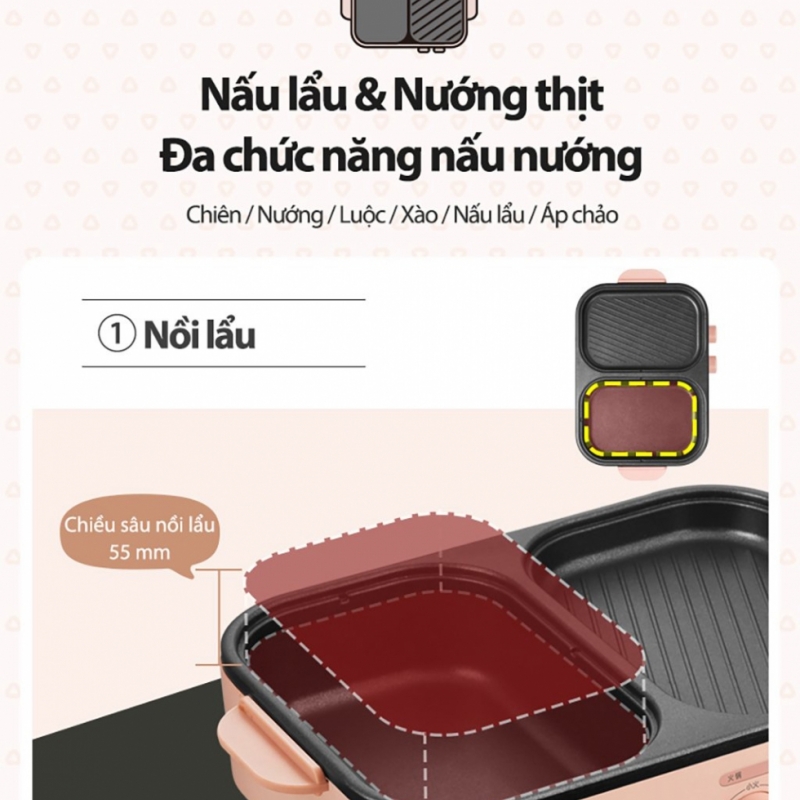 Nấu lẩu & Nướng thịt
Đa chức năng nấu nướng
Chiên / Nướng / Luộc / Xào / Nấu lẩu / Áp chảo
1 Nồi lẩu
Chiều sâu nồi lẩu
55 mm